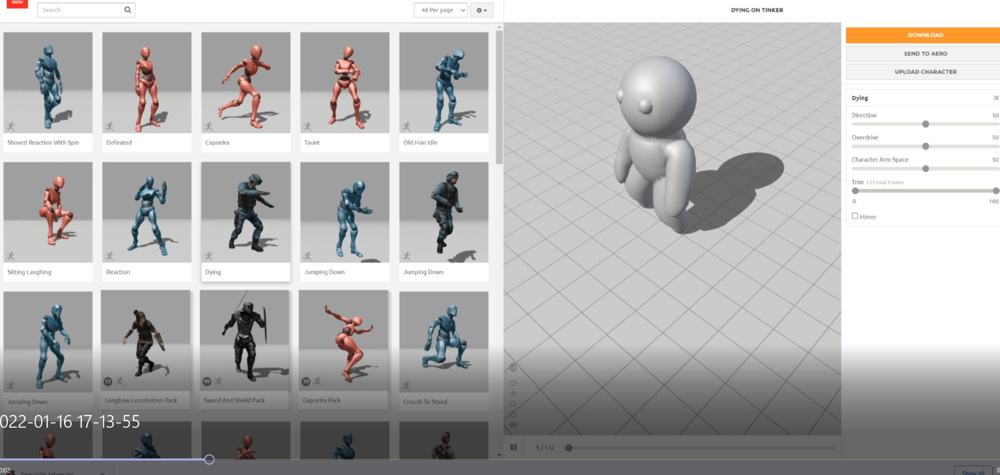 Adobe
Search
48 Per page
DYING ON TINKER
DOWNLOAD
SEND TO AERO
UPLOAD CHARACTER
Shoved Reaction With Spin
Defeated
Capoeira
Taunt
Old Man Idle
Dying
Direction
50
Overdrive
50
Character Arm-Space
50
Trim 133 total frames
0
100
Mirror
Sitting Laughing
Reaction
Dying
Jumping Down
Jumping Down
12
49
39
Jumping Down
Longbow Locomotion Pack
Sword And Shield Pack
Capoeira Pack
Crouch To Stand
022-01-16 17-13-55
1 / 132
0:02
Exquisite Jaban.zip
Show all